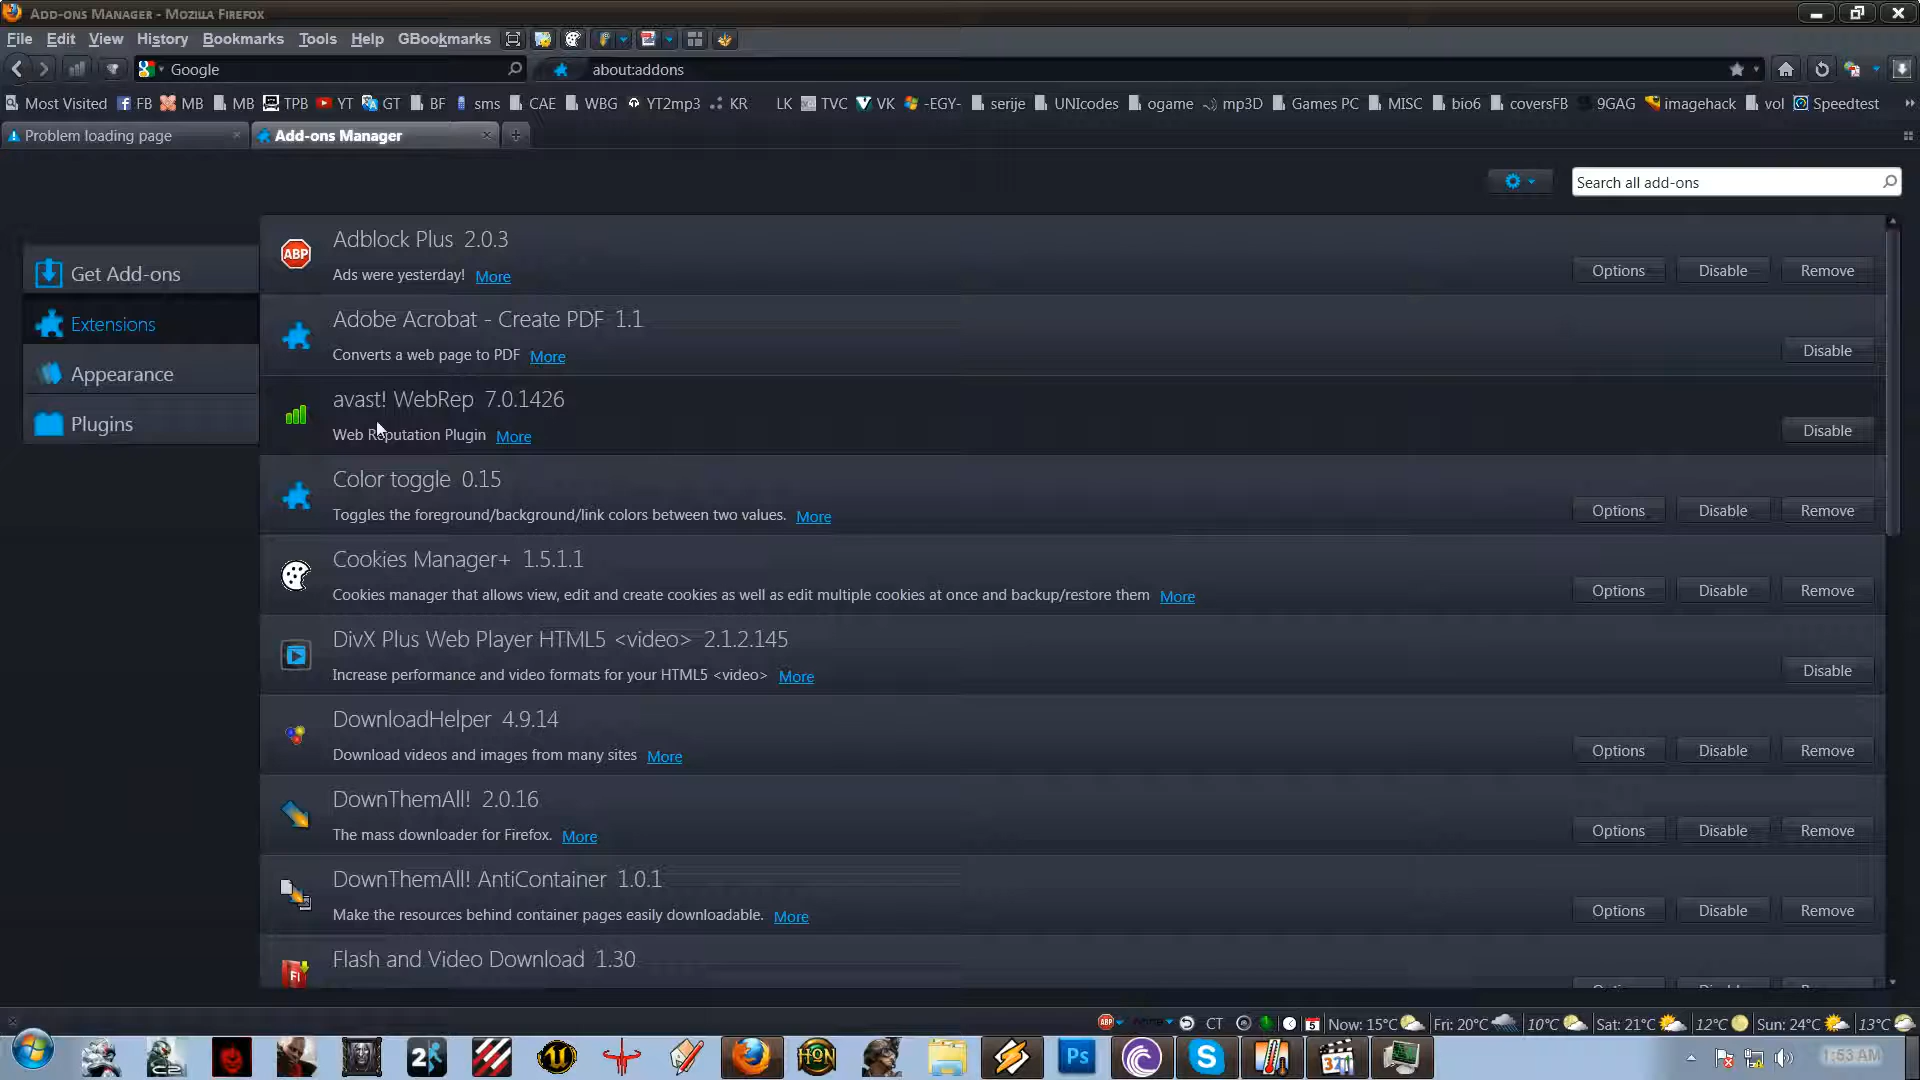 Add-ons Manager - Mozilla Firefox
File Edit View History Bookmarks Tools Help GBookmarks
Google about:addons
Most Visited FB MB MB TPB YT GT BF sms CAE WBG YT2mp3 KR LK TVC VK -EGY- serije UNIcodes ogame mp3D Games PC MISC bio6 coversFB 9GAG imagehack vol Speedtest
Problem loading page Add-ons Manager
Search all add-ons
Get Add-ons
Extensions
Appearance
Plugins
Adblock Plus 2.0.3
Ads were yesterday! More
Options Disable Remove
Adobe Acrobat - Create PDF 1.1
Converts a web page to PDF More
Disable
avast! WebRep 7.0.1426
Web Reputation Plugin More
Disable
Color toggle 0.15
Toggles the foreground/background/link colors between two values. More
Options Disable Remove
Cookies Manager+ 1.5.1.1
Cookies manager that allows view, edit and create cookies as well as edit multiple cookies at once and backup/restore them More
Options Disable Remove
DivX Plus Web Player HTML5 <video> 2.1.2.145
Increase performance and video formats for your HTML5 <video> More
Disable
DownloadHelper 4.9.14
Download videos and images from many sites More
Options Disable Remove
DownThemAll! 2.0.16
The mass downloader for Firefox. More
Options Disable Remove
DownThemAll! AntiContainer 1.0.1
Make the resources behind container pages easily downloadable. More
Options Disable Remove
Flash and Video Download 1.30
ABP CT Now: 15°C Fri: 20°C 10°C Sat: 21°C 12°C Sun: 24°C 13°C
1:53 AM